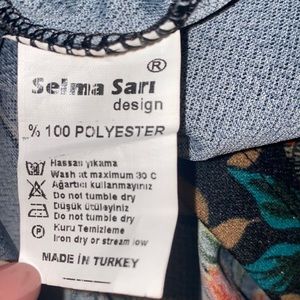 ®
Selma Sarı
design
% 100 POLYESTER
Hassas yıkama
Wash at maximum 30 C
Ağartıcı kullanmayınız
Do not tumble dry
Düşük ütüleyiniz
Do not tumble dry
Kuru Temizleme
Iron dry or stream low
MADE İN TURKEY